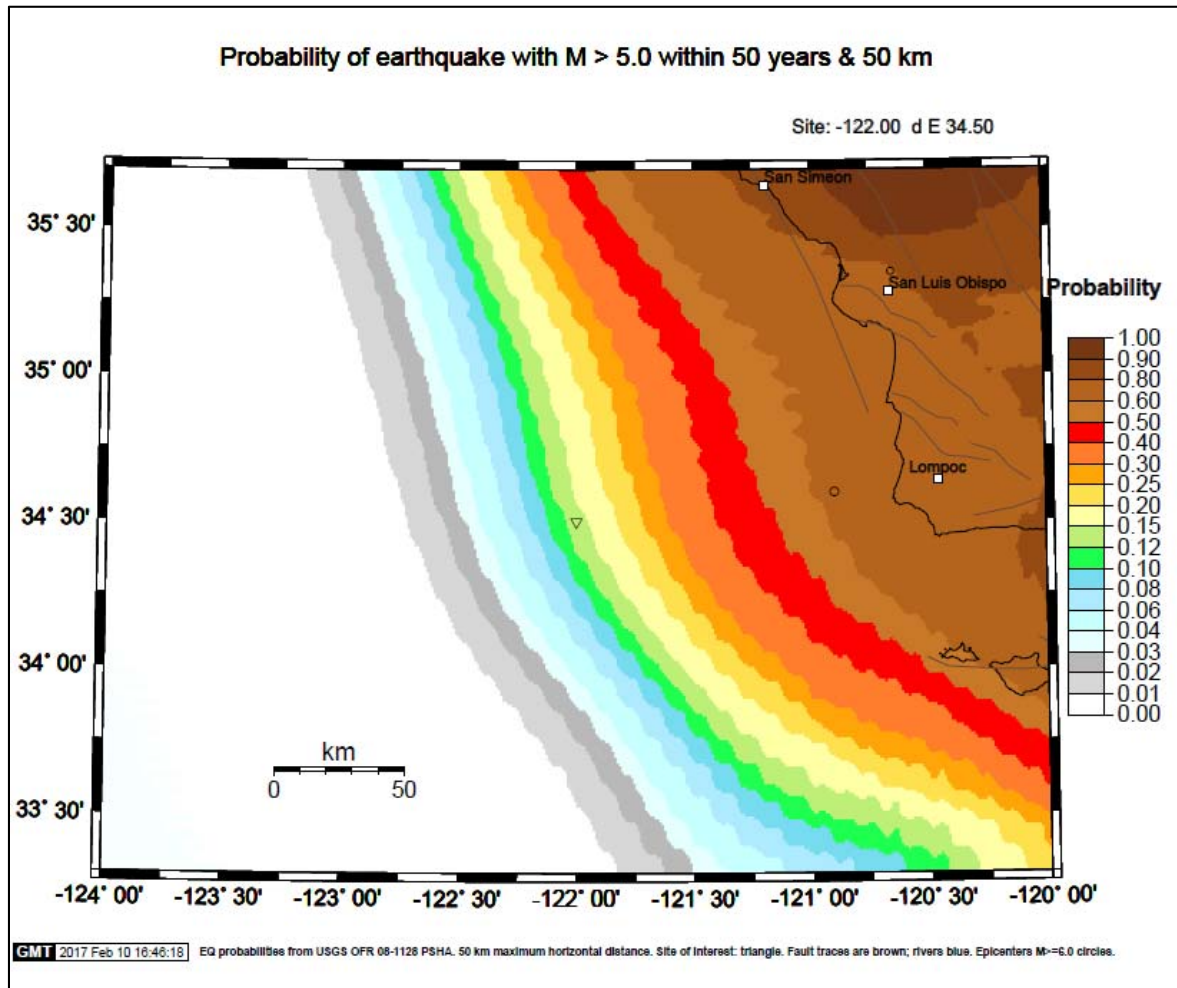 Probability of earthquake with M > 5.0 within 50 years & 50 km
Site: -122.00 d E 34.50
San Simeon
35° 30'
San Luis Obispo
Probability
1.00
0.90
0.80
0.60
0.50
0.40
0.30
0.25
0.20
0.15
0.12
0.10
0.08
0.06
0.04
0.03
0.02
0.01
0.00
35° 00'
Lompoc
34° 30'
34° 00'
km
0 50
33° 30'
-124° 00' -123° 30' -123° 00' -122° 30' -122° 00' -121° 30' -121° 00' -120° 30' -120° 00'
GMT 2017 Feb 10 16:46:18 EQ probabilities from USGS OFR 08-1128 PSHA. 50 km maximum horizontal distance. Site of interest: triangle. Fault traces are brown; rivers blue. Epicenters M>=6.0 circles.